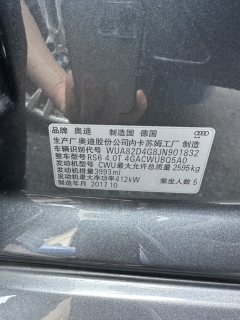 品牌 奥迪 制造国 德国
生产厂 奥迪股份公司内卡苏姆工厂 制造
车辆识别代号 WUA82D4G8JN901832
整车型号 RS6 4.0T 4GACWUBQ5A0
发动机型号 CWU 最大允许总质量 2595kg
发动机排量 3993ml
发动机单大净功率 412kW 乘坐人数 5
制造年月 2017.10